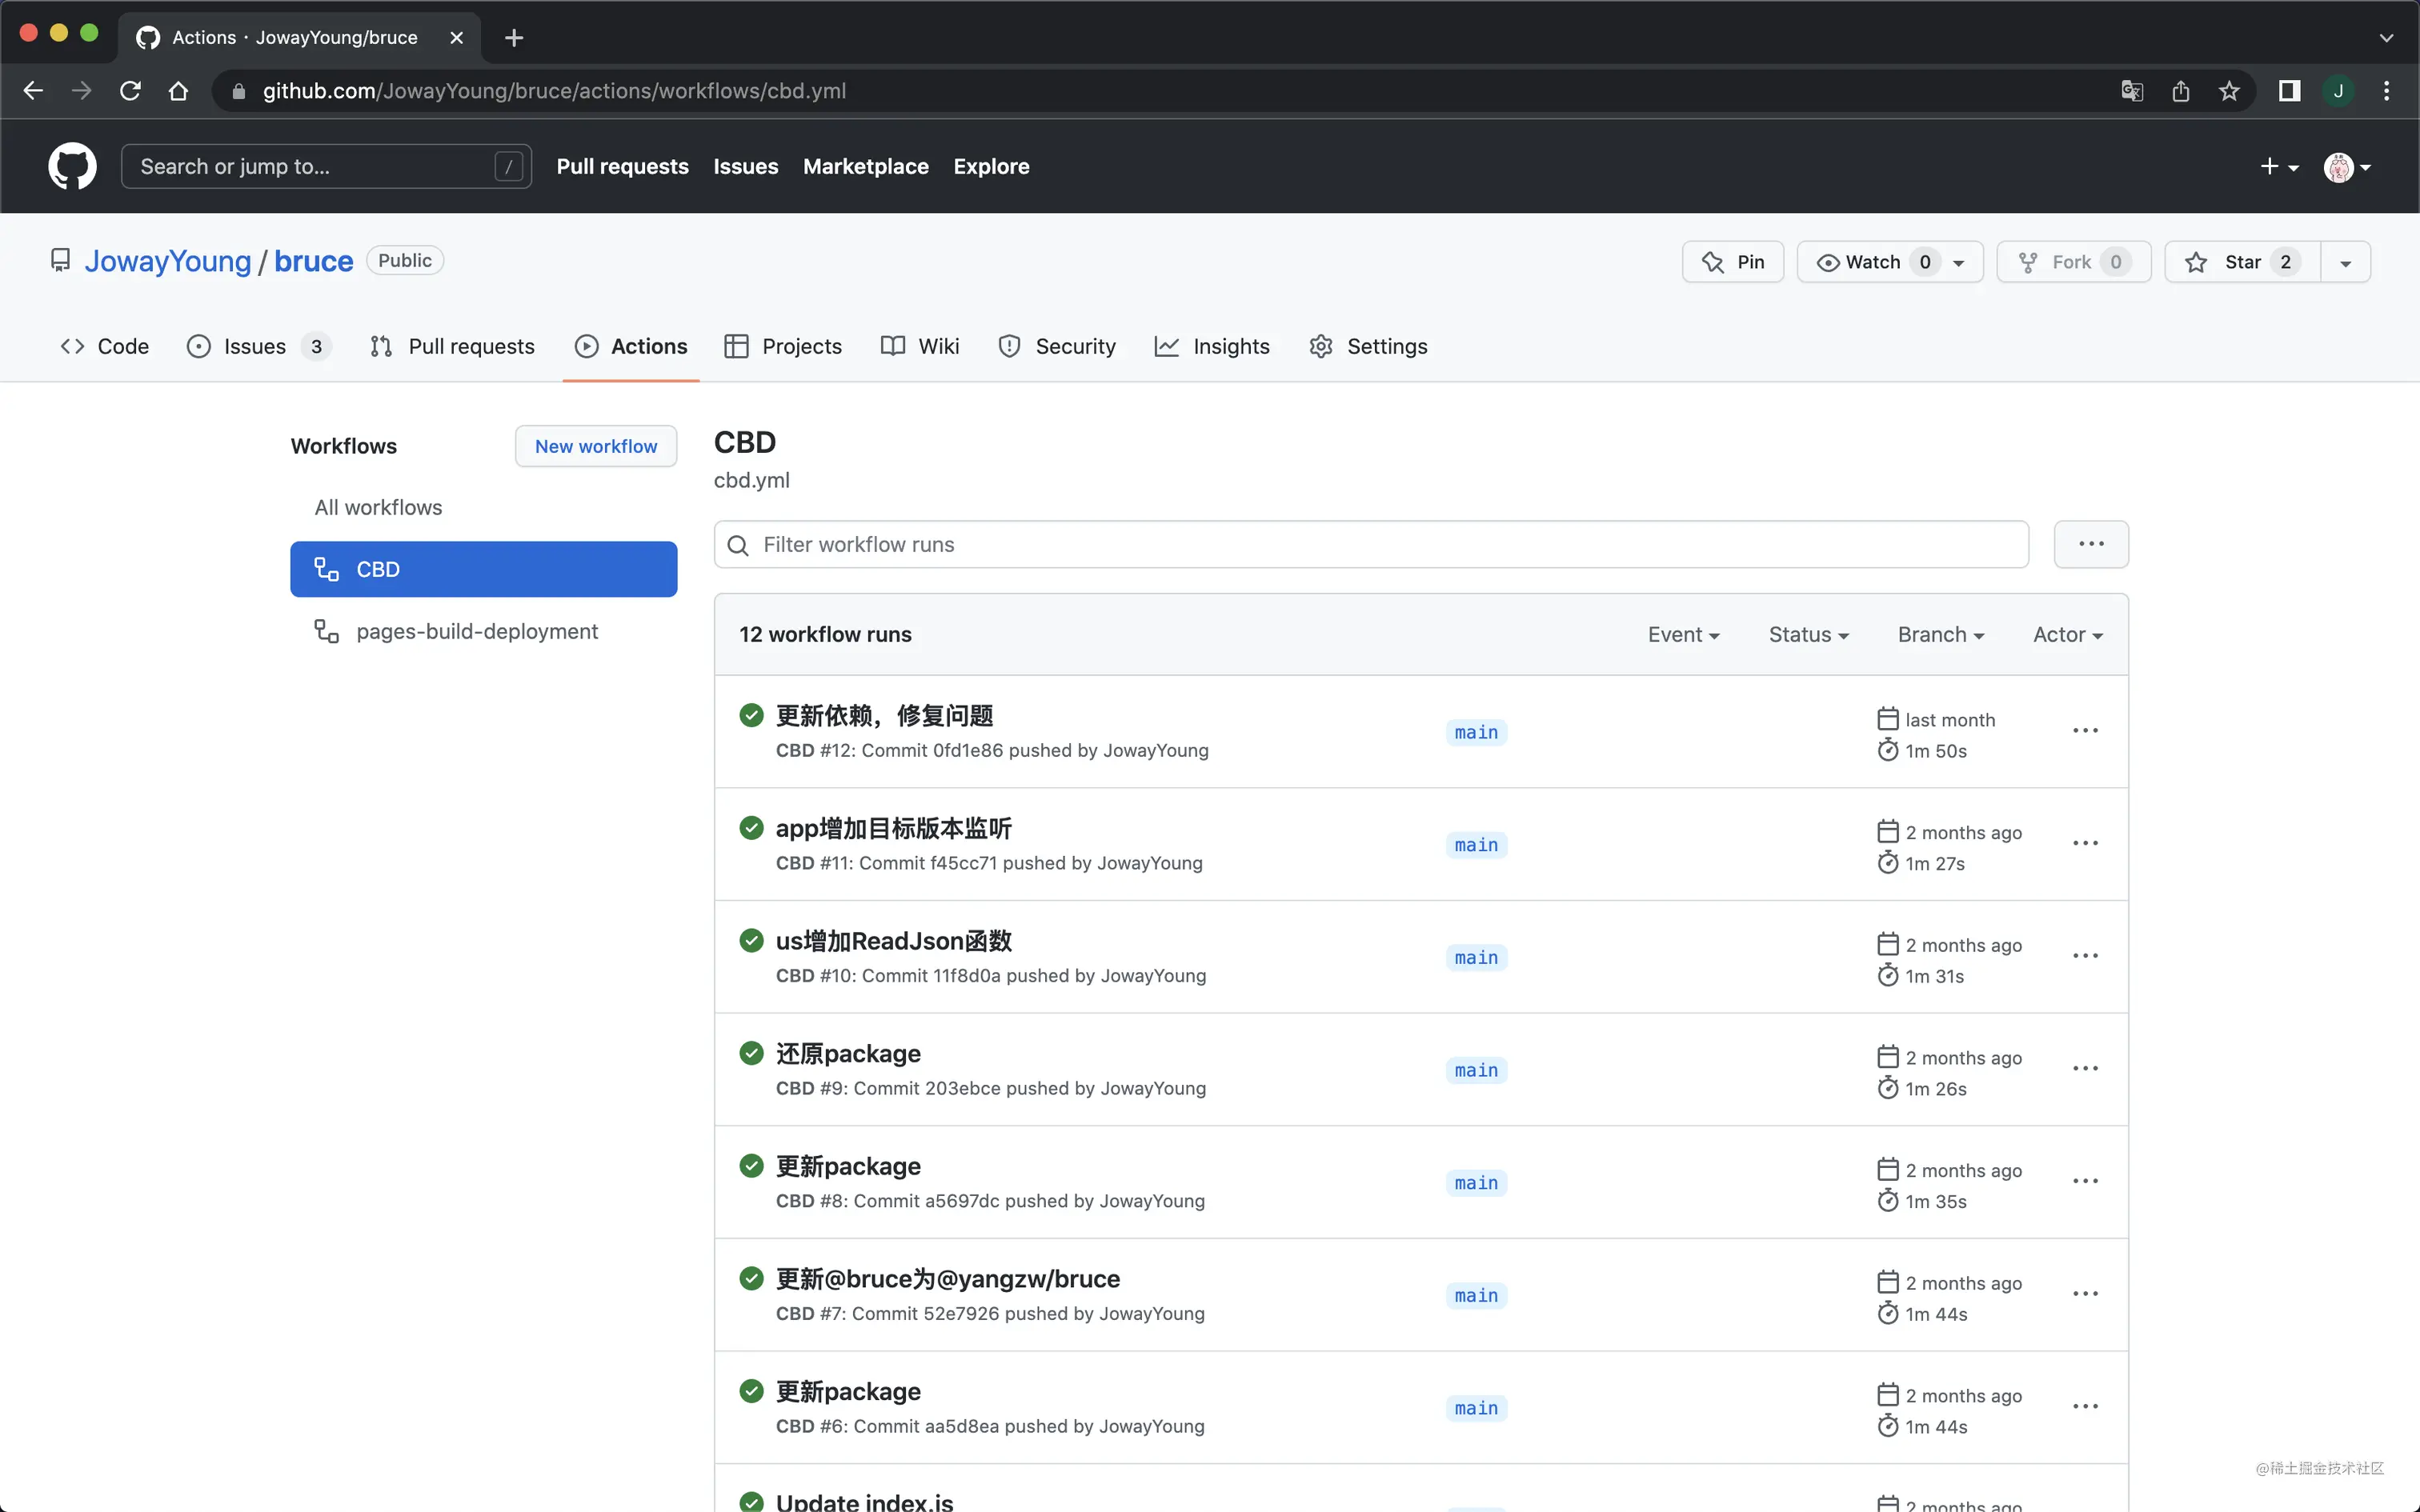 Actions · JowayYoung/bruce
github.com/JowayYoung/bruce/actions/workflows/cbd.yml
J
Search or jump to... /
Pull requests Issues Marketplace Explore
JowayYoung / bruce Public
Pin Watch 0 Fork 0 Star 2
Code Issues 3 Pull requests Actions Projects Wiki Security Insights Settings
Workflows New workflow
All workflows
CBD
pages-build-deployment
CBD
cbd.yml
Filter workflow runs
12 workflow runs Event Status Branch Actor
更新依赖，修复问题
CBD #12: Commit 0fd1e86 pushed by JowayYoung
main
last month
1m 50s
app增加目标版本监听
CBD #11: Commit f45cc71 pushed by JowayYoung
main
2 months ago
1m 27s
us增加ReadJson函数
CBD #10: Commit 11f8d0a pushed by JowayYoung
main
2 months ago
1m 31s
还原package
CBD #9: Commit 203ebce pushed by JowayYoung
main
2 months ago
1m 26s
更新package
CBD #8: Commit a5697dc pushed by JowayYoung
main
2 months ago
1m 35s
更新@bruce为@yangzw/bruce
CBD #7: Commit 52e7926 pushed by JowayYoung
main
2 months ago
1m 44s
更新package
CBD #6: Commit aa5d8ea pushed by JowayYoung
main
2 months ago
1m 44s
Update index.js
2 months ago
@稀土掘金技术社区